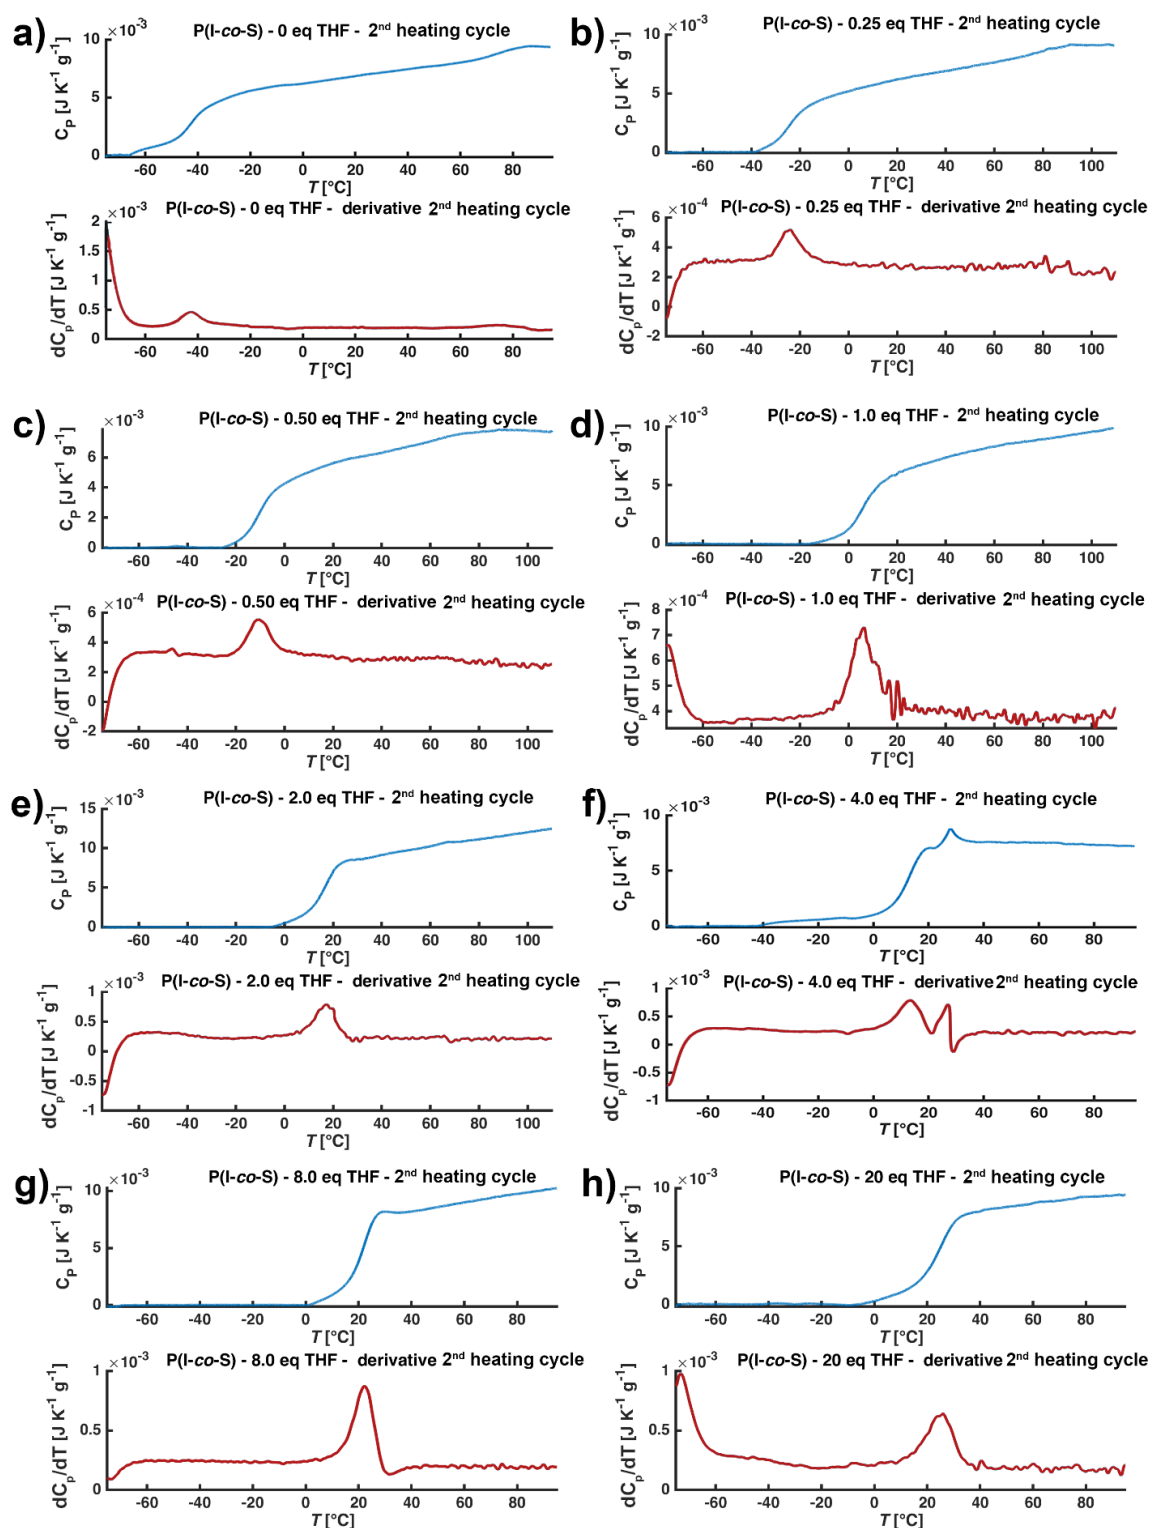 a)
P(I-co-S) - 0 eq THF - 2nd heating cycle
×10-3
10
5
0
CP [J K-1 g-1]
-60 -40 -20 0 20 40 60 80
T [°C]
P(I-co-S) - 0 eq THF - derivative 2nd heating cycle
×10-3
2
1.5
1
0.5
0
dCp/dT [J K-1 g-1]
-60 -40 -20 0 20 40 60 80
T [°C]
b)
P(I-co-S) - 0.25 eq THF - 2nd heating cycle
×10-3
10
5
0
CP [J K-1 g-1]
-60 -40 -20 0 20 40 60 80 100
T [°C]
P(I-co-S) - 0.25 eq THF - derivative 2nd heating cycle
×10-4
6
4
2
0
-2
dCp/dT [J K-1 g-1]
-60 -40 -20 0 20 40 60 80 100
T [°C]
c)
P(I-co-S) - 0.50 eq THF - 2nd heating cycle
×10-3
6
4
2
0
CP [J K-1 g-1]
-60 -40 -20 0 20 40 60 80 100
T [°C]
P(I-co-S) - 0.50 eq THF - derivative 2nd heating cycle
×10-4
6
4
2
0
-2
dCp/dT [J K-1 g-1]
-60 -40 -20 0 20 40 60 80 100
T [°C]
d)
P(I-co-S) - 1.0 eq THF - 2nd heating cycle
×10-3
10
5
0
CP [J K-1 g-1]
-60 -40 -20 0 20 40 60 80 100
T [°C]
P(I-co-S) - 1.0 eq THF - derivative 2nd heating cycle
×10-4
8
7
6
5
4
dCp/dT [J K-1 g-1]
-60 -40 -20 0 20 40 60 80 100
T [°C]
e)
P(I-co-S) - 2.0 eq THF - 2nd heating cycle
×10-3
15
10
5
0
CP [J K-1 g-1]
-60 -40 -20 0 20 40 60 80 100
T [°C]
P(I-co-S) - 2.0 eq THF - derivative 2nd heating cycle
×10-3
1
0.5
0
-0.5
-1
dCp/dT [J K-1 g-1]
-60 -40 -20 0 20 40 60 80 100
T [°C]
f)
P(I-co-S) - 4.0 eq THF - 2nd heating cycle
×10-3
10
5
0
CP [J K-1 g-1]
-60 -40 -20 0 20 40 60 80
T [°C]
P(I-co-S) - 4.0 eq THF - derivative 2nd heating cycle
×10-3
1
0.5
0
-0.5
-1
dCp/dT [J K-1 g-1]
-60 -40 -20 0 20 40 60 80
T [°C]
g)
P(I-co-S) - 8.0 eq THF - 2nd heating cycle
×10-3
10
5
0
CP [J K-1 g-1]
-60 -40 -20 0 20 40 60 80
T [°C]
P(I-co-S) - 8.0 eq THF - derivative 2nd heating cycle
×10-3
1
0.5
0
dCp/dT [J K-1 g-1]
-60 -40 -20 0 20 40 60 80
T [°C]
h)
P(I-co-S) - 20 eq THF - 2nd heating cycle
×10-3
10
5
0
CP [J K-1 g-1]
-60 -40 -20 0 20 40 60 80
T [°C]
P(I-co-S) - 20 eq THF - derivative 2nd heating cycle
×10-3
1
0.5
0
dCp/dT [J K-1 g-1]
-60 -40 -20 0 20 40 60 80
T [°C]